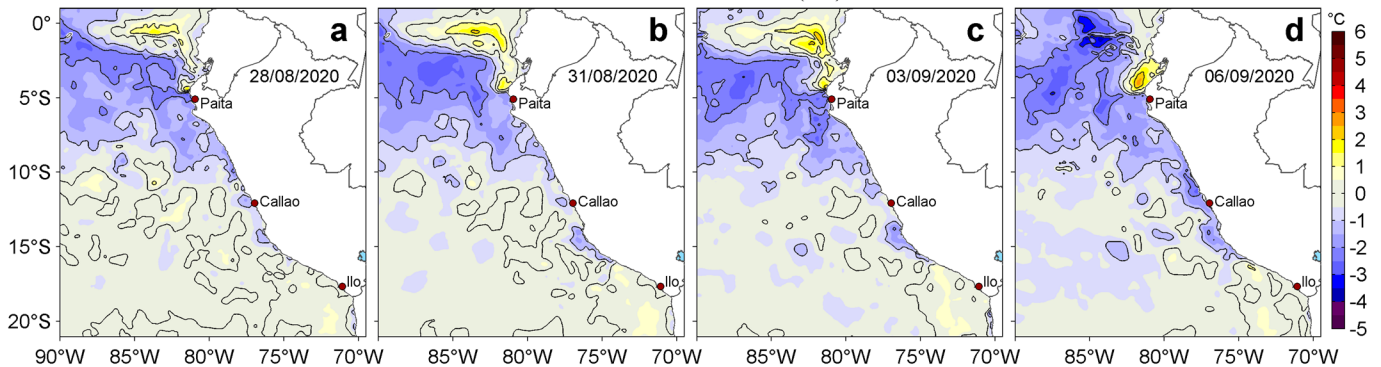 a b c d °C
0° 6
5
28/08/2020 31/08/2020 03/09/2020 06/09/2020 4
5°S Paita Paita Paita Paita 3
2
1
10°S 0
Callao Callao Callao Callao -1
15°S -2
-3
Ilo Ilo Ilo Ilo -4
20°S -5
90°W 85°W 80°W 75°W 70°W 85°W 80°W 75°W 70°W 85°W 80°W 75°W 70°W 85°W 80°W 75°W 70°W